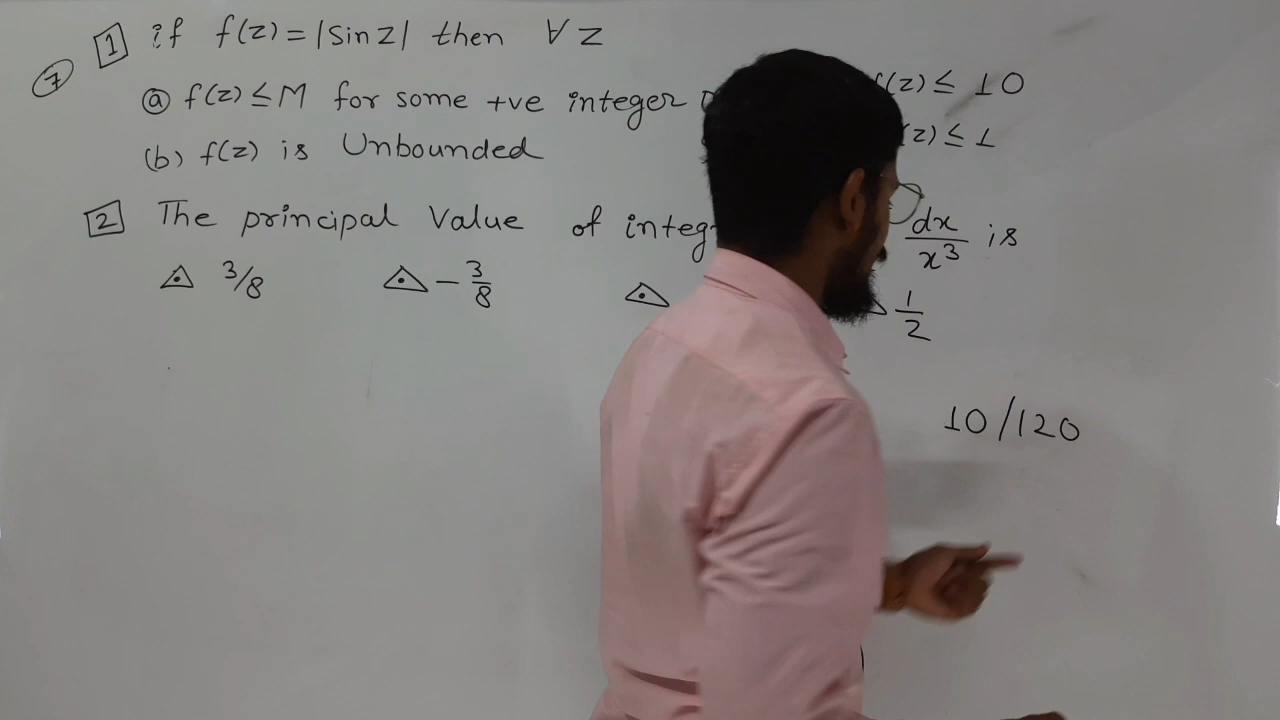 7
1 if f(z) = |Sin z| then ∀ z
a f(z) ≤ M for some +ve integer (z) ≤ 10
(b) f(z) is Unbounded (z) ≤ 1
2 The principal Value of integ dx/x³ is
3/8 -3/8 1/2
10/120